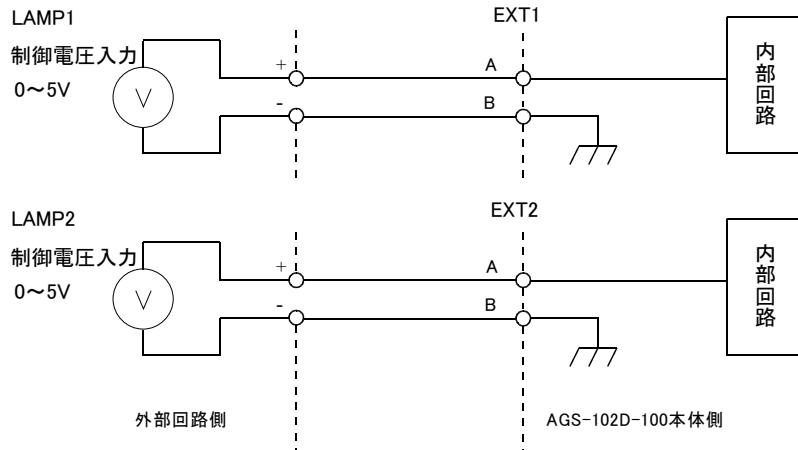 LAMP1
EXT1
制御電圧入力
0～5V
V
+
A
-
B
内部回路
LAMP2
EXT2
制御電圧入力
0～5V
V
+
A
-
B
内部回路
外部回路側
AGS-102D-100本体側